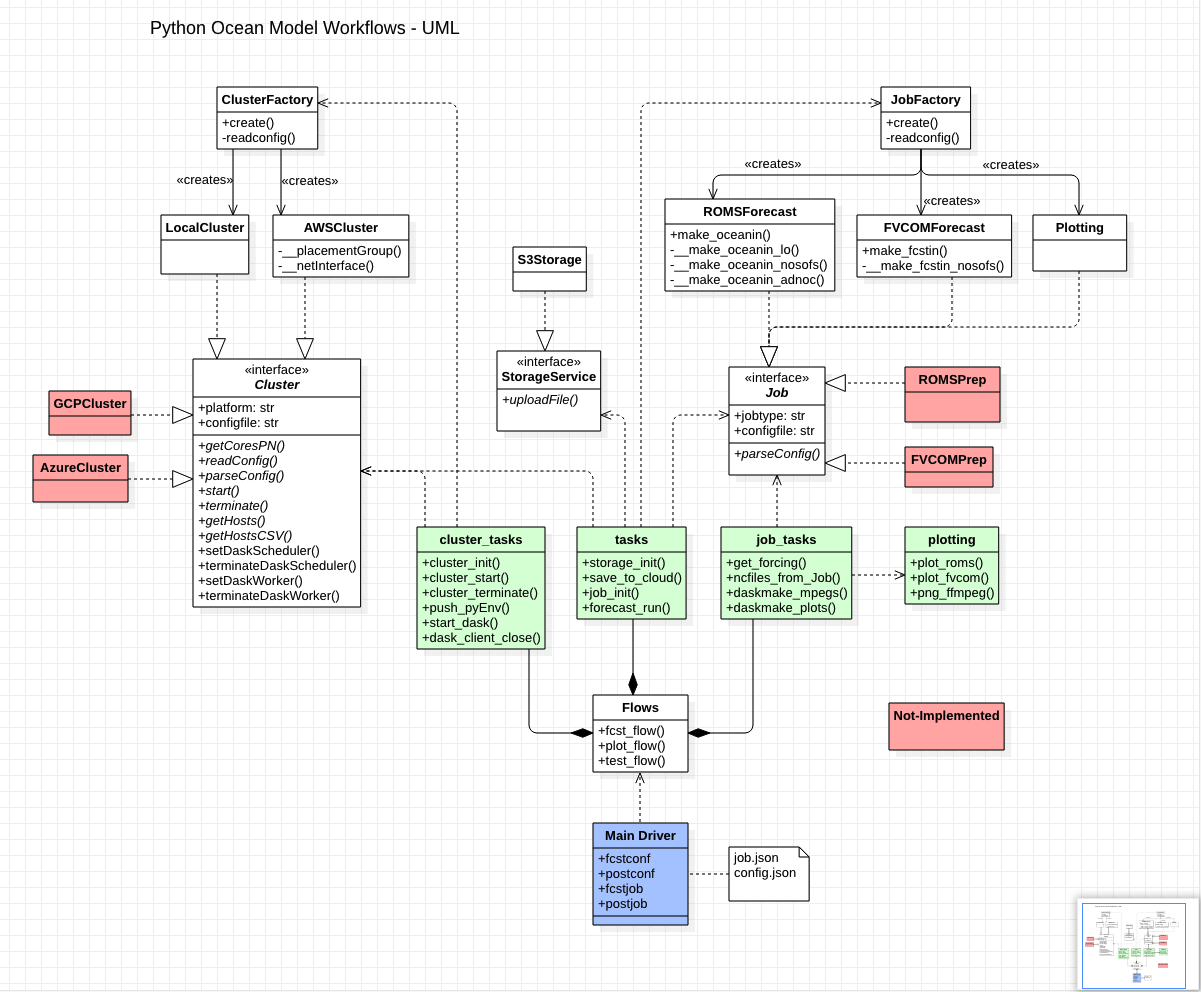 Python Ocean Model Workflows - UML
ClusterFactory
+create()
-readconfig()
JobFactory
+create()
-readconfig()
«creates»
«creates»
«creates»
«creates»
«creates»
LocalCluster
AWSCluster
-__placementGroup()
-__netInterface()
S3Storage
ROMSForecast
+make_oceanin()
-__make_oceanin_lo()
-__make_oceanin_nosofs()
-__make_oceanin_adnoc()
FVCOMForecast
+make_fcstin()
-__make_fcstin_nosofs()
Plotting
«interface»
Cluster
+platform: str
+configfile: str
+getCoresPN()
+readConfig()
+parseConfig()
+start()
+terminate()
+getHosts()
+getHostsCSV()
+setDaskScheduler()
+terminateDaskScheduler()
+setDaskWorker()
+terminateDaskWorker()
GCPCluster
AzureCluster
«interface»
StorageService
+uploadFile()
«interface»
Job
+jobtype: str
+configfile: str
+parseConfig()
ROMSPrep
FVCOMPrep
cluster_tasks
+cluster_init()
+cluster_start()
+cluster_terminate()
+push_pyEnv()
+start_dask()
+dask_client_close()
tasks
+storage_init()
+save_to_cloud()
+job_init()
+forecast_run()
job_tasks
+get_forcing()
+ncfiles_from_Job()
+daskmake_mpegs()
+daskmake_plots()
plotting
+plot_roms()
+plot_fvcom()
+png_ffmpeg()
Flows
+fcst_flow()
+plot_flow()
+test_flow()
Not-Implemented
Main Driver
+fcstconf
+postconf
+fcstjob
+postjob
job.json
config.json